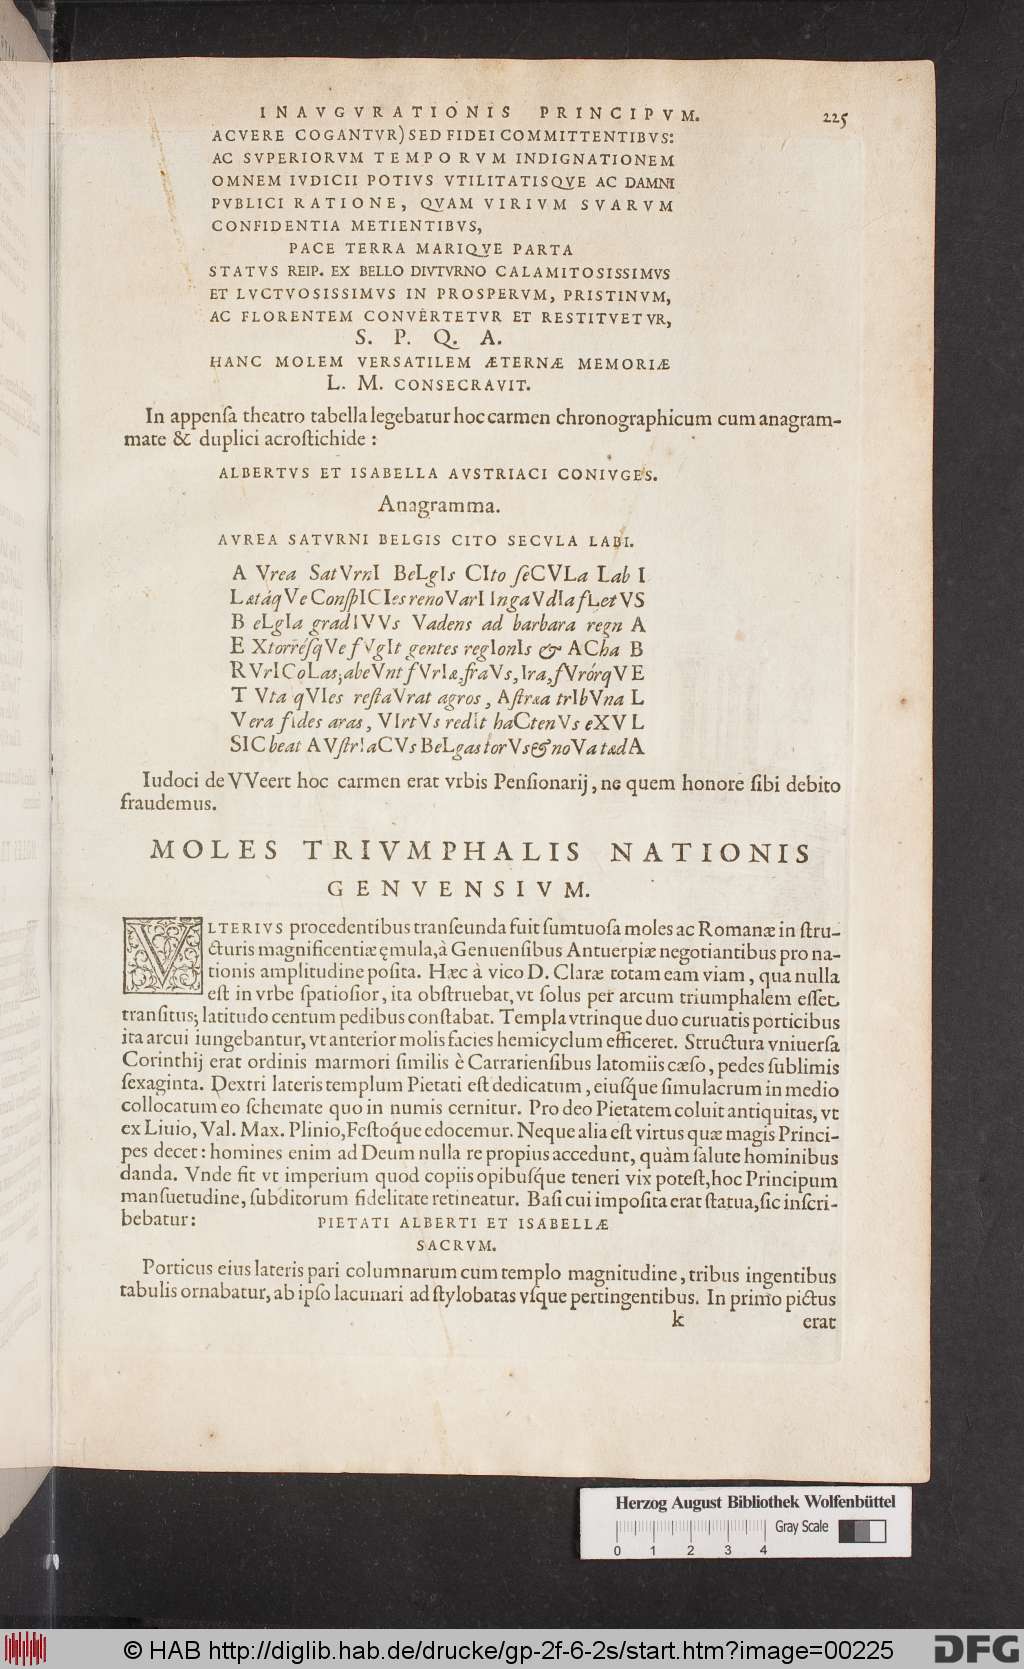 INAVGVRATIONIS PRINCIPVM. 225
ACVERE COGANTVR) SED FIDEI COMMITTENTIBVS:
AC SVPERIORVM TEMPORVM INDIGNATIONEM
OMNEM IVDICII POTIVS VTILITATISQVE AC DAMNI
PVBLICI RATIONE, QVAM VIRIVM SVARVM
CONFIDENTIA METIENTIBVS,
PACE TERRA MARIQVE PARTA
STATVS REIP. EX BELLO DIVTVRNO CALAMITOSISSIMVS
ET LVCTVOSISSIMVS IN PROSPERVM, PRISTINVM,
AC FLORENTEM CONVERTETVR ET RESTITVETVR,
S. P. Q. A.
HANC MOLEM VERSATILEM ÆTERNÆ MEMORIÆ
L. M. CONSECRAVIT.
In appenſa theatro tabella legebatur hoc carmen chronographicum cum anagram-
mate & duplici acroſtichide :
ALBERTVS ET ISABELLA AVSTRIACI CONIVGES.
Anagramma.
AVREA SATVRNI BELGIS CITO SECVLA LABI.
A Vrea SatVrnI BeLgIs CIto ſeCVLa Lab I
Lætáq Ve ConſpICIes renoVarI IngaVdIa fLetVS
B eLgIa gradIVVs Vadens ad barbara regn A
E XtorréſqVe fVgIt gentes regIonIs & ACha B
RVrICoLas; abeVnt fVrIæ, fraVs, Ira, fVrórqVE
T Vta qVIes reſtaVrat agros, Aſtræa trIbVna L
Vera fides aras, VIrtVs redIt haCtenVs eXVL
SIC beat AVſtrIaCVs BeLgas torVs & noVa tædA
Iudoci de VVeert hoc carmen erat vrbis Penſionarij, ne quem honore ſibi debito
fraudemus.
MOLES TRIVMPHALIS NATIONIS
GENVENSIVM.
VLTERIVS procedentibus tranſeunda fuit ſumtuoſa moles ac Romanæ in ſtru-
cturis magnificentiæ ęmula, à Genuenſibus Antuerpiæ negotiantibus pro na-
tionis amplitudine poſita. Hæc à vico D. Claræ totam eam viam, qua nulla
eſt in vrbe ſpatioſior, ita obſtruebat, vt ſolus per arcum triumphalem eſſet
tranſitus; latitudo centum pedibus conſtabat. Templa vtrinque duo curuatis porticibus
ita arcui iungebantur, vt anterior molis facies hemicyclum efficeret. Structura vniuerſa
Corinthij erat ordinis marmori ſimilis è Carrarienſibus latomiis cæſo, pedes ſublimis
ſexaginta. Dextri lateris templum Pietati eſt dedicatum, eiuſque ſimulacrum in medio
collocatum eo ſchemate quo in numis cernitur. Pro deo Pietatem coluit antiquitas, vt
ex Liuio, Val. Max. Plinio, Feſtoque edocemur. Neque alia eſt virtus quæ magis Princi-
pes decet : homines enim ad Deum nulla re propius accedunt, quàm ſalute hominibus
danda. Vnde fit vt imperium quod copiis opibuſque teneri vix poteſt, hoc Principum
manſuetudine, ſubditorum fidelitate retineatur. Baſi cui impoſita erat ſtatua, ſic inſcri-
bebatur: PIETATI ALBERTI ET ISABELLÆ
SACRVM.
Porticus eius lateris pari columnarum cum templo magnitudine, tribus ingentibus
tabulis ornabatur, ab ipſo lacunari ad ſtylobatas vſque pertingentibus. In primo pictus
k erat
Herzog August Bibliothek Wolfenbüttel
Gray Scale
0 1 2 3 4
© HAB http://diglib.hab.de/drucke/gp-2f-6-2s/start.htm?image=00225 DFG